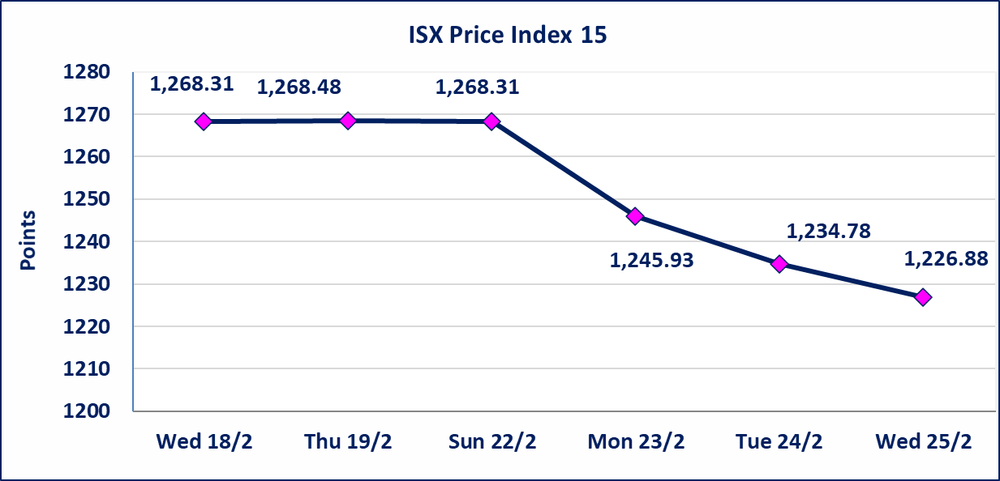 ISX Price Index 15
Points
1280
1270
1260
1250
1240
1230
1220
1210
1200
1,268.31
1,268.48
1,268.31
1,245.93
1,234.78
1,226.88
Wed 18/2
Thu 19/2
Sun 22/2
Mon 23/2
Tue 24/2
Wed 25/2